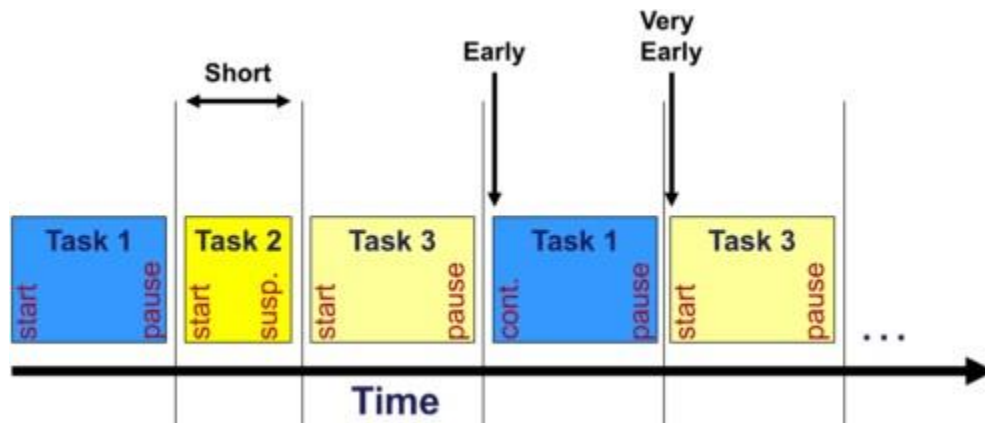 Very
Early
Early
Short
Task 1
Task 2
Task 3
Task 1
Task 3
start
pause
start
susp.
start
pause
cont.
pause
start
pause
...
Time